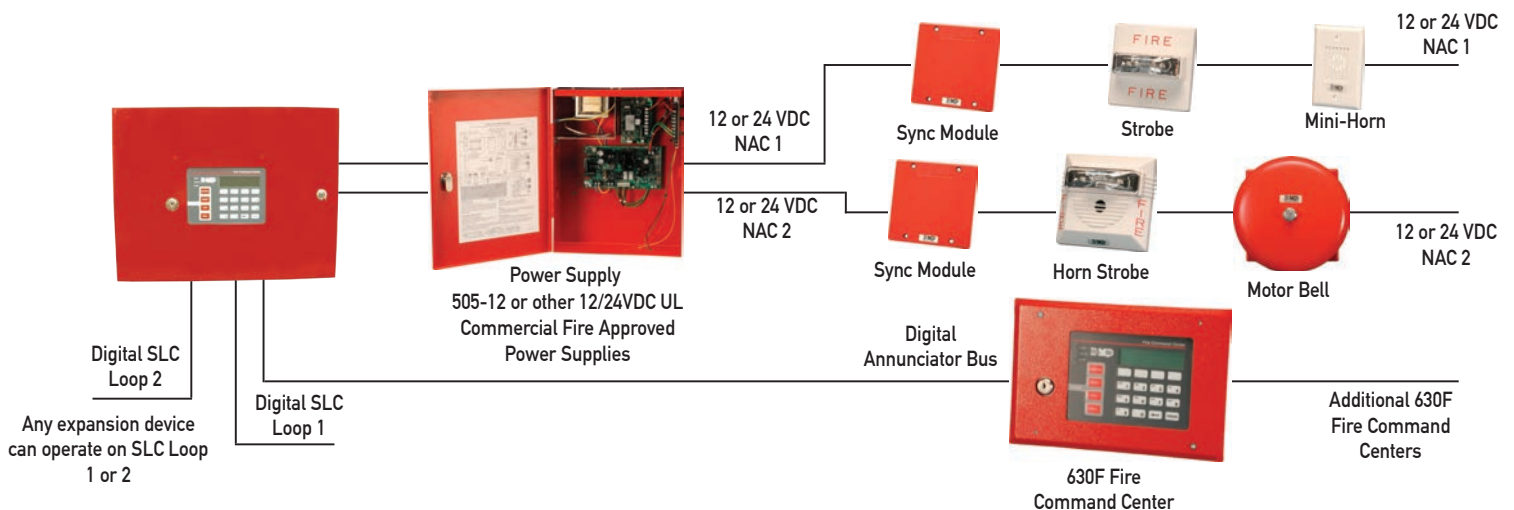 12 or 24 VDC
NAC 1
12 or 24 VDC
NAC 1
FIRE
FIRE
Sync Module
Strobe
Mini-Horn
12 or 24 VDC
NAC 2
FIRE
Sync Module
Horn Strobe
Motor Bell
12 or 24 VDC
NAC 2
Power Supply
505-12 or other 12/24VDC UL
Commercial Fire Approved
Power Supplies
Digital SLC
Loop 2
Digital SLC
Loop 1
Any expansion device
can operate on SLC Loop
1 or 2
Digital
Annunciator Bus
Fire Command Center
DMP
630F Fire
Command Center
Additional 630F
Fire Command
Centers